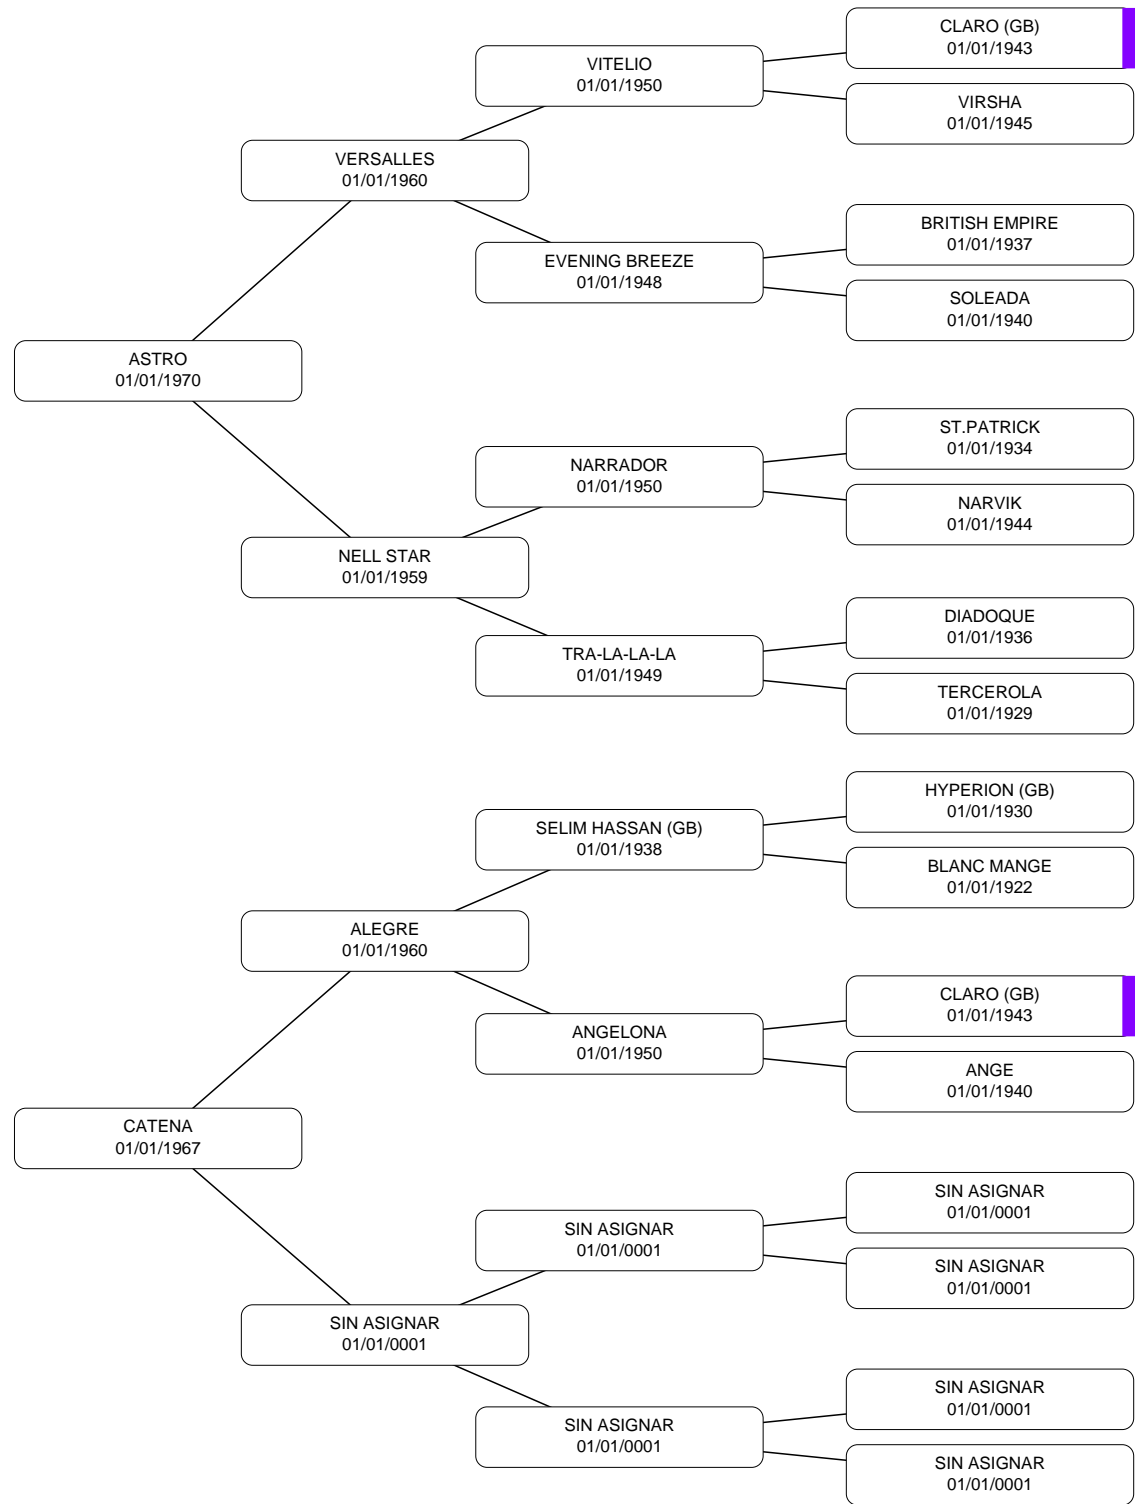 CLARO (GB)
01/01/1943
VITELIO
01/01/1950
VIRSHA
01/01/1945
VERSALLES
01/01/1960
BRITISH EMPIRE
01/01/1937
EVENING BREEZE
01/01/1948
SOLEADA
01/01/1940
ASTRO
01/01/1970
ST.PATRICK
01/01/1934
NARRADOR
01/01/1950
NARVIK
01/01/1944
NELL STAR
01/01/1959
DIADOQUE
01/01/1936
TRA-LA-LA-LA
01/01/1949
TERCEROLA
01/01/1929
HYPERION (GB)
01/01/1930
SELIM HASSAN (GB)
01/01/1938
BLANC MANGE
01/01/1922
ALEGRE
01/01/1960
CLARO (GB)
01/01/1943
ANGELONA
01/01/1950
ANGE
01/01/1940
CATENA
01/01/1967
SIN ASIGNAR
01/01/0001
SIN ASIGNAR
01/01/0001
SIN ASIGNAR
01/01/0001
SIN ASIGNAR
01/01/0001
SIN ASIGNAR
01/01/0001
SIN ASIGNAR
01/01/0001
SIN ASIGNAR
01/01/0001